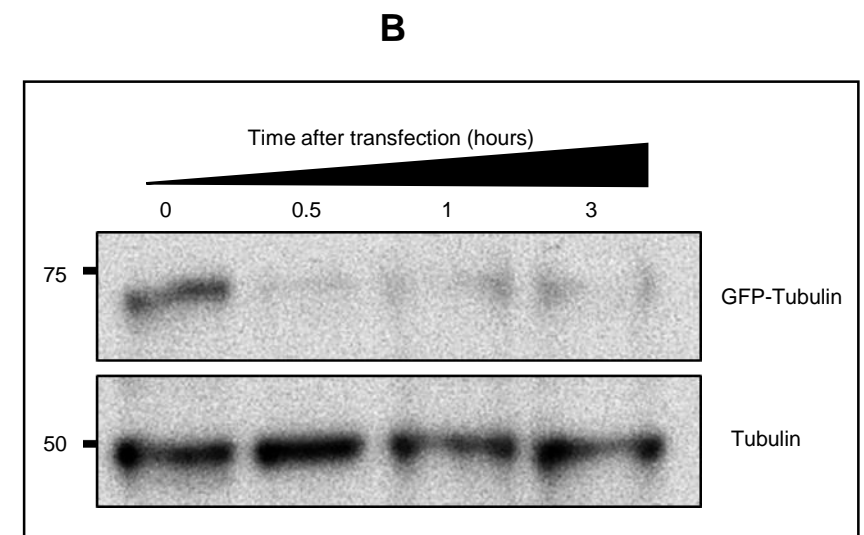 B
Time after transfection (hours)
0 0.5 1 3
75
GFP-Tubulin
50
Tubulin